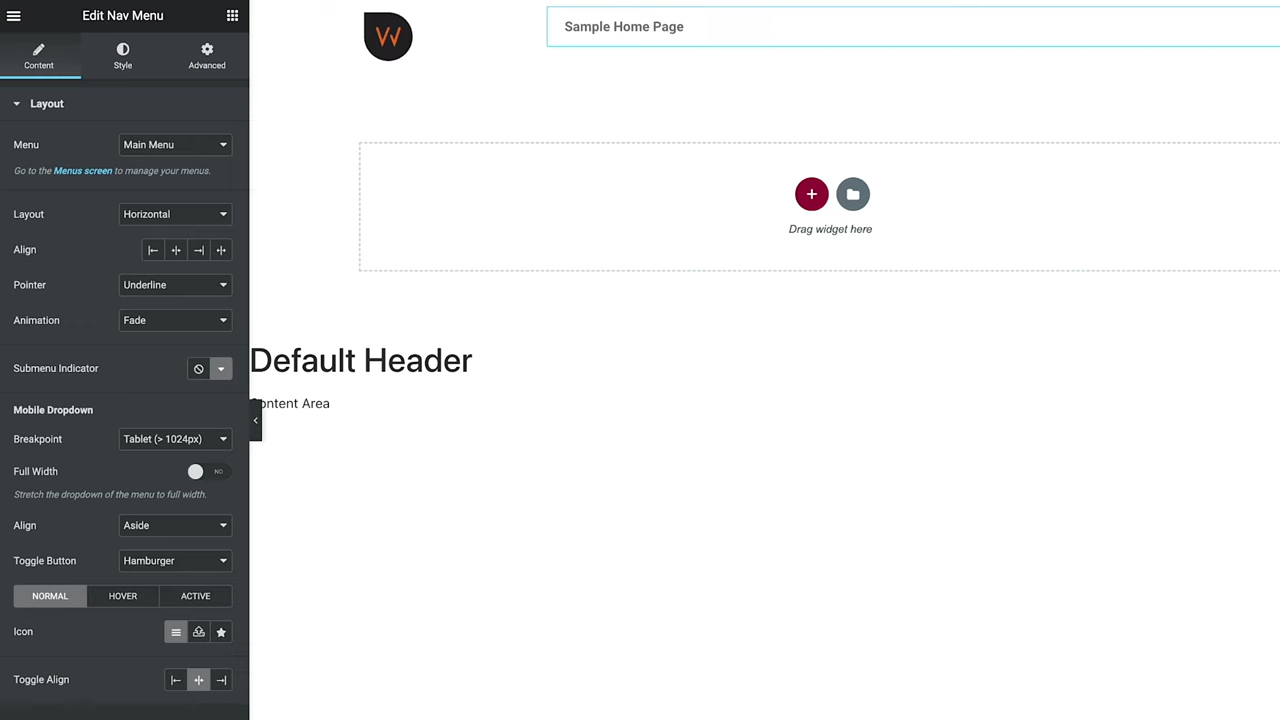 Edit Nav Menu
Content
Style
Advanced
Layout
Menu
Main Menu
Go to the Menus screen to manage your menus.
Layout
Horizontal
Align
Pointer
Underline
Animation
Fade
Submenu Indicator
Mobile Dropdown
Breakpoint
Tablet (> 1024px)
Full Width
NO
Stretch the dropdown of the menu to full width.
Align
Aside
Toggle Button
Hamburger
NORMAL
HOVER
ACTIVE
Icon
Toggle Align
W
Sample Home Page
Drag widget here
Default Header
ontent Area